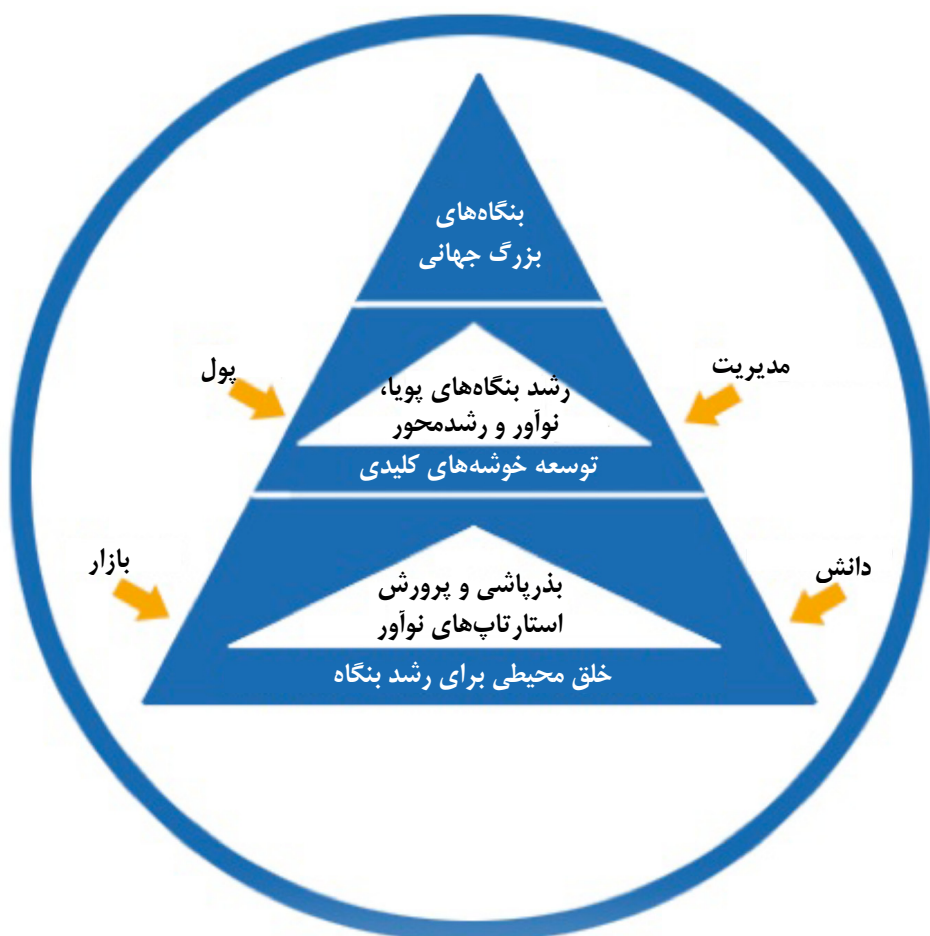 بنگاه‌های
بزرگ جهانی
مدیریت
پول
رشد بنگاه‌های پویا،
نوآور و رشدمحور
توسعه خوشه‌های کلیدی
دانش
بازار
بذرپاشی و پرورش
استارتاپ‌های نوآور
خلق محیطی برای رشد بنگاه